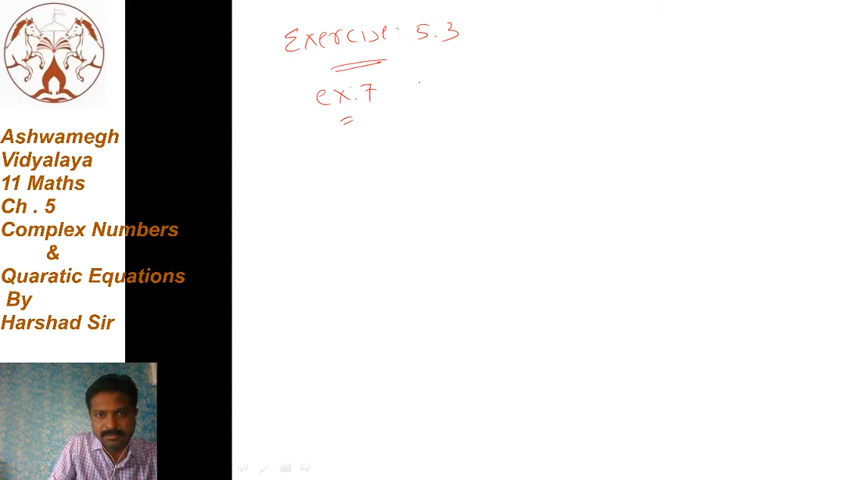 Ashwamegh
Vidyalaya
11 Maths
Ch . 5
Complex Numbers
&
Quaratic Equations
By
Harshad Sir
Exercise: 5.3
ex.7